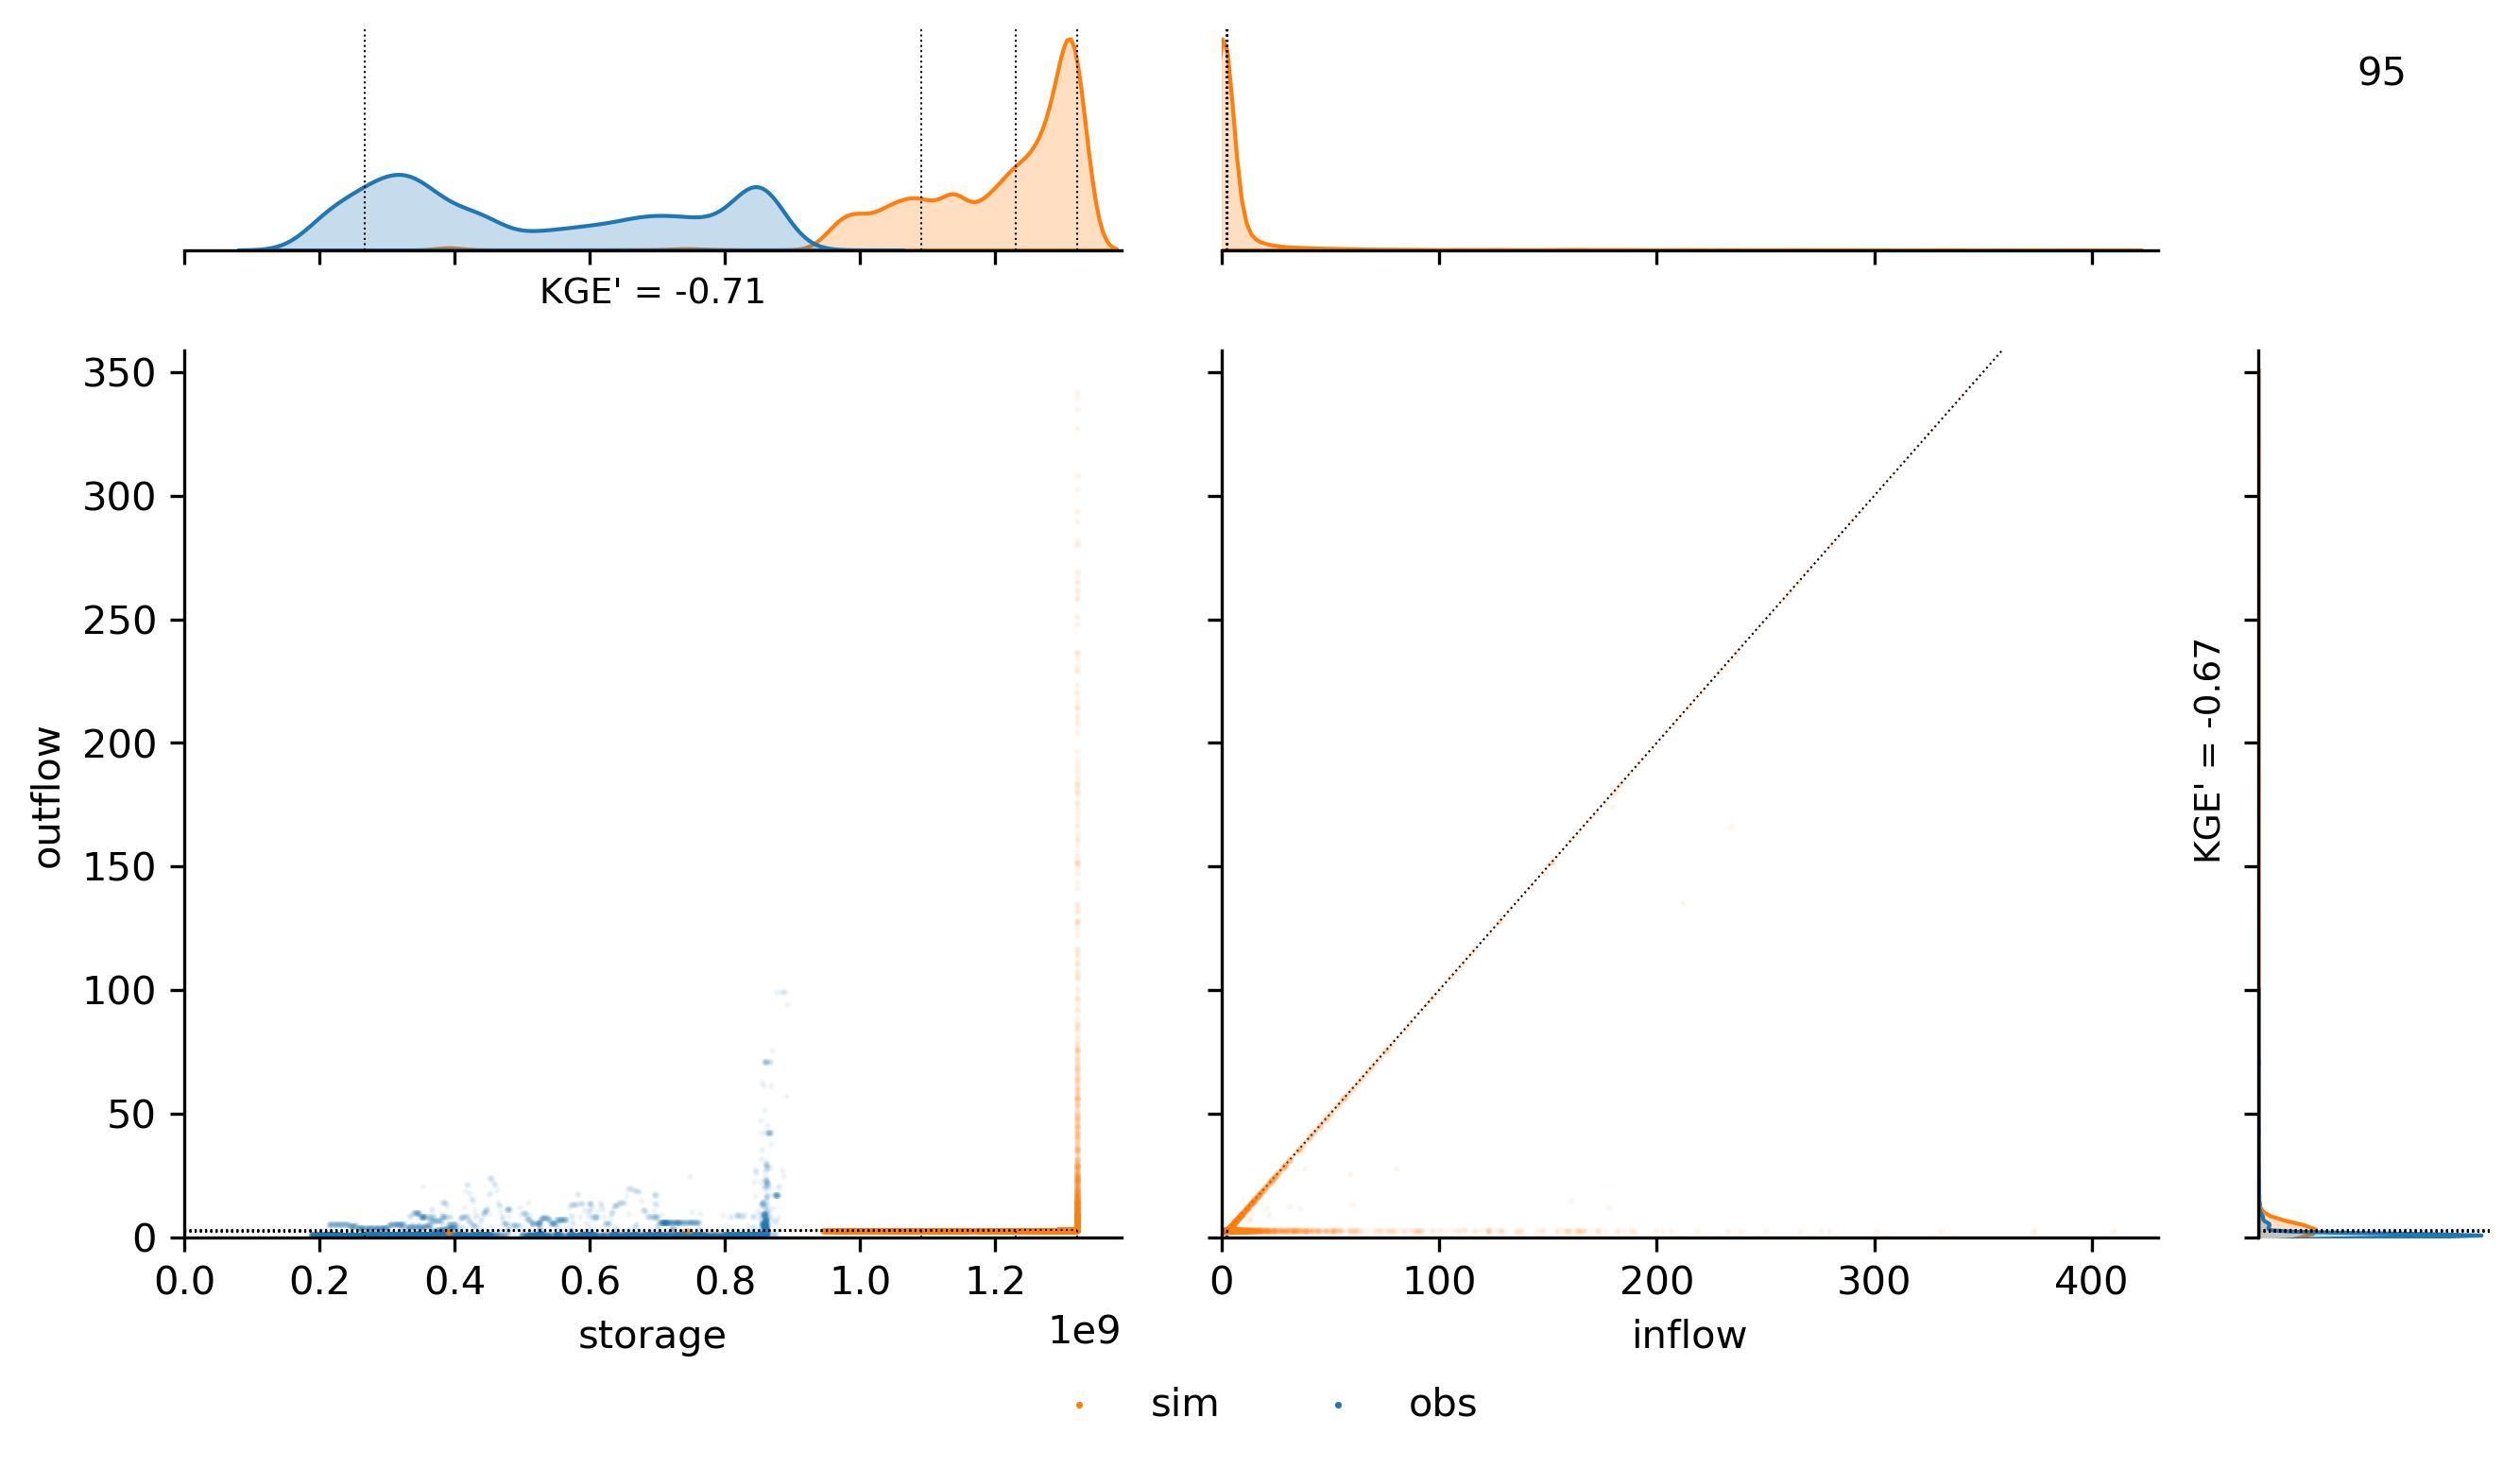 95
KGE' = -0.71
350
300
250
200
150
100
50
0
outflow
KGE' = -0.67
0.0 0.2 0.4 0.6 0.8 1.0 1.2
1e9
storage
0 100 200 300 400
inflow
sim obs